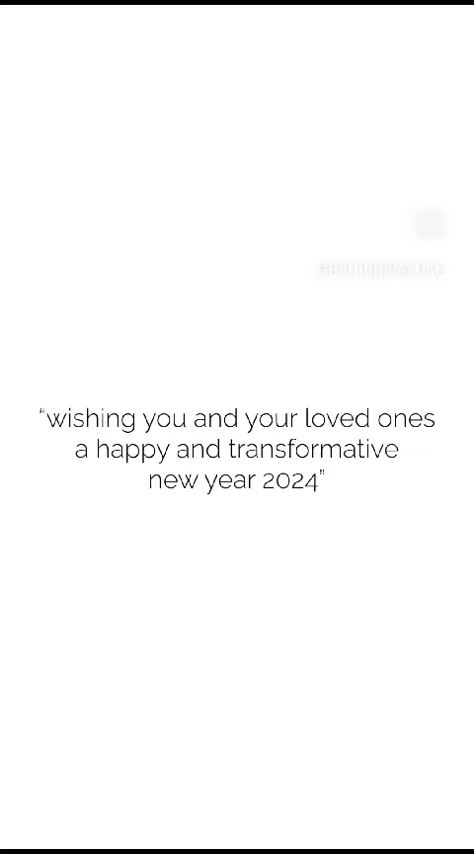 “wishing you and your loved ones
a happy and transformative
new year 2024”